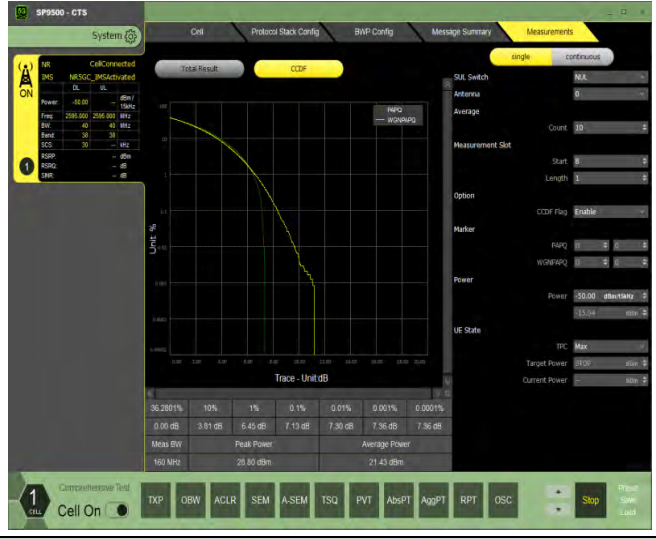 SP9500 - CTS
System
Cell
Protocol Stack Config
BWP Config
Message Summary
Measurements
NR CellConnected
IMS NR5GC_IMSActivated
ON
DL UL
Power: -50.00 -- dBm / 15kHz
Freq: 2595.000 2595.000 MHz
BW: 40 40 MHz
Band: 38 38
SCS: 30 -- kHz
RSRP: -- dBm
RSRQ: -- dB
SINR: -- dB
1
Total Result
CCDF
single
continuous
PAPQ
WGNPAPQ
Unit: %
Trace - Unit:dB
SUL Switch NUL
Antenna 0
Average
Count 10
Measurement Slot
Start 8
Length 1
Option
CCDF Flag Enable
Marker
PAPQ 0 0
WGNPAPQ 0 0
Power
Power -50.00 dBm/15kHz
-15.04 dBm
UE State
TPC Max
Target Power dBm
Current Power -- dBm
36.2801% 10% 1% 0.1% 0.01% 0.001% 0.0001%
0.00 dB 3.81 dB 6.45 dB 7.13 dB 7.30 dB 7.36 dB 7.36 dB
Meas BW Peak Power Average Power
160 MHz 28.80 dBm 21.43 dBm
1
CELL
Comprehensive Test
Cell On
TXP OBW ACLR SEM A-SEM TSQ PVT AbsPT AggPT RPT OSC
Stop
Preset
Save
Load